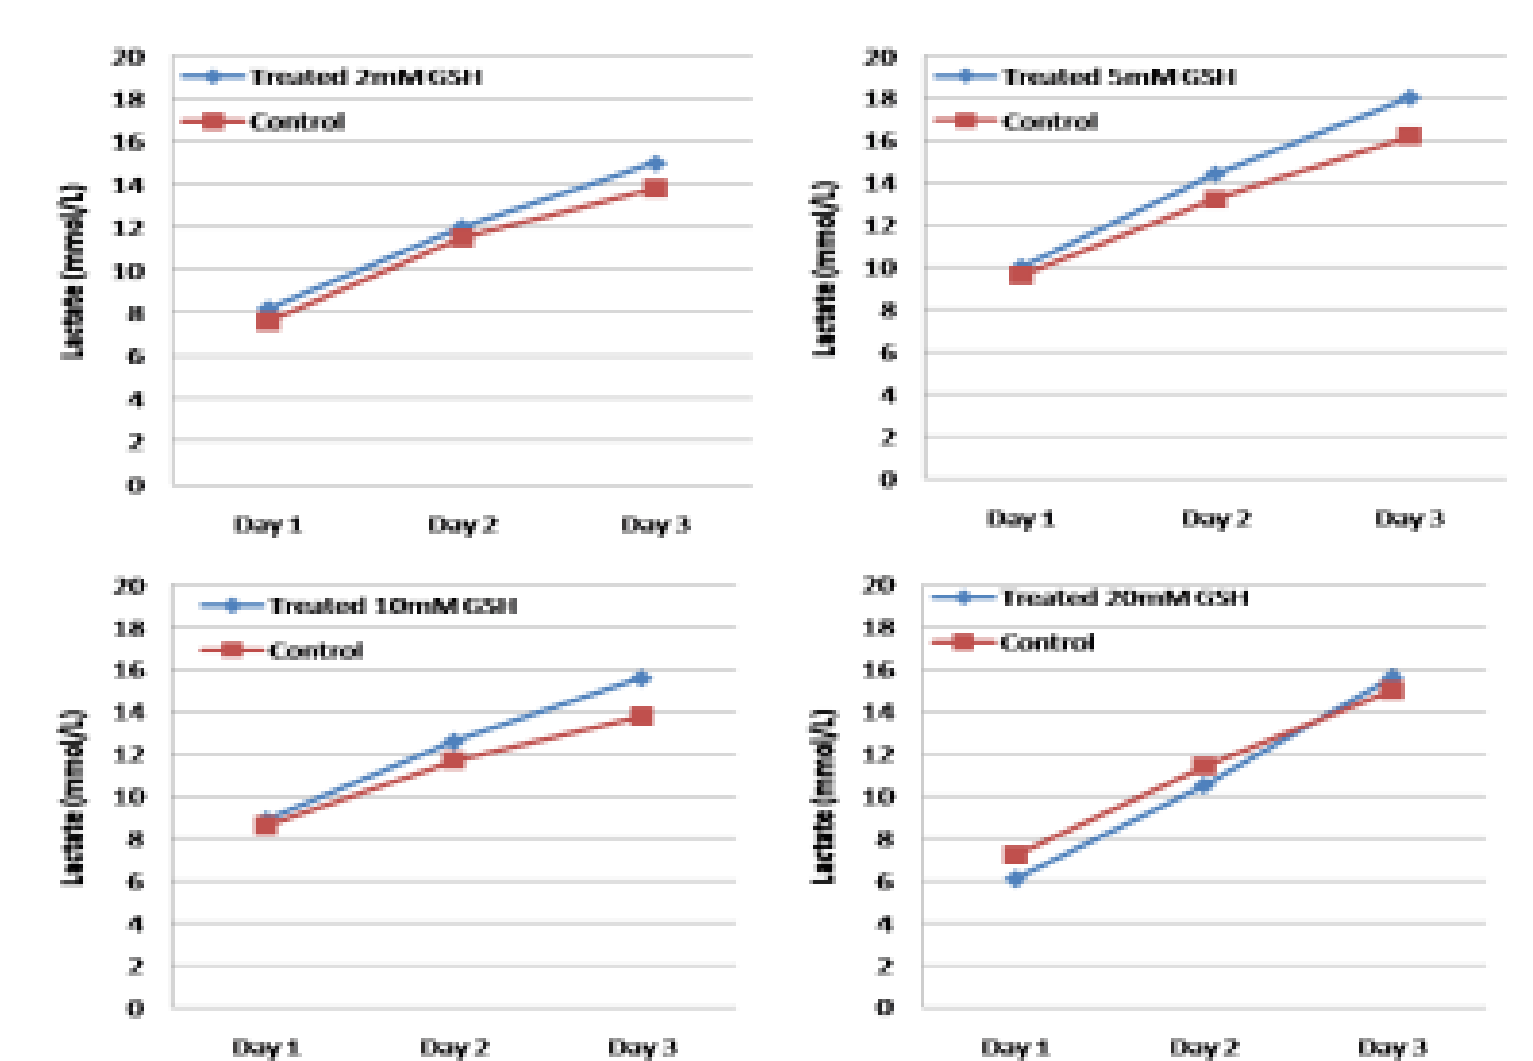 20
Treated 2mM GSH
18
Control
16
14
12
10
8
6
4
2
0
Lactate (mmol/L)
Day 1 Day 2 Day 3
20
Treated 5mM GSH
18
Control
16
14
12
10
8
6
4
2
0
Lactate (mmol/L)
Day 1 Day 2 Day 3
20
Treated 10mM GSH
18
Control
16
14
12
10
8
6
4
2
0
Lactate (mmol/L)
Day 1 Day 2 Day 3
20
Treated 20mM GSH
18
Control
16
14
12
10
8
6
4
2
0
Lactate (mmol/L)
Day 1 Day 2 Day 3